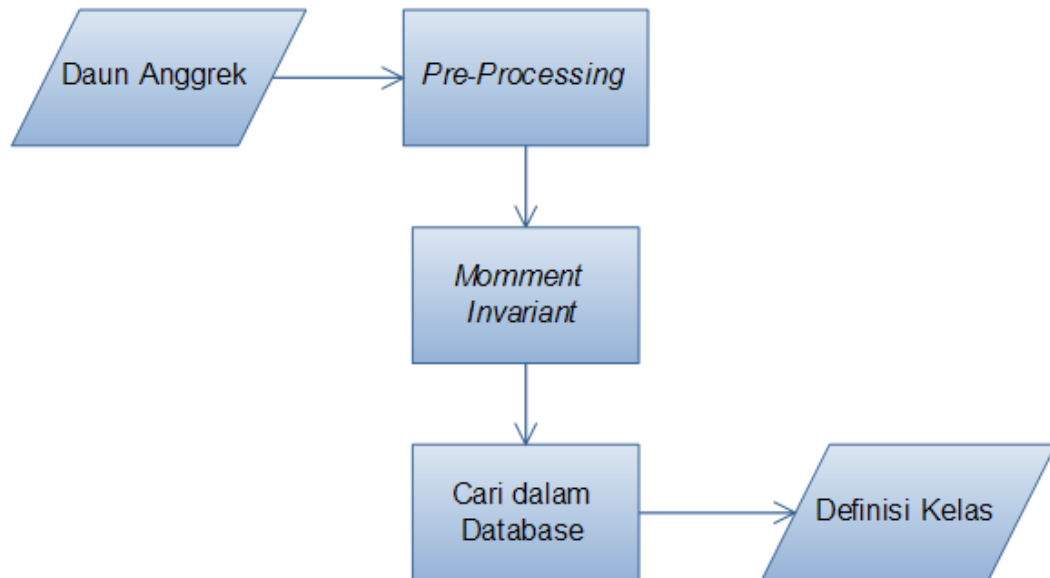 Daun Anggrek
Pre-Processing
Momment
Invariant
Cari dalam
Database
Definisi Kelas